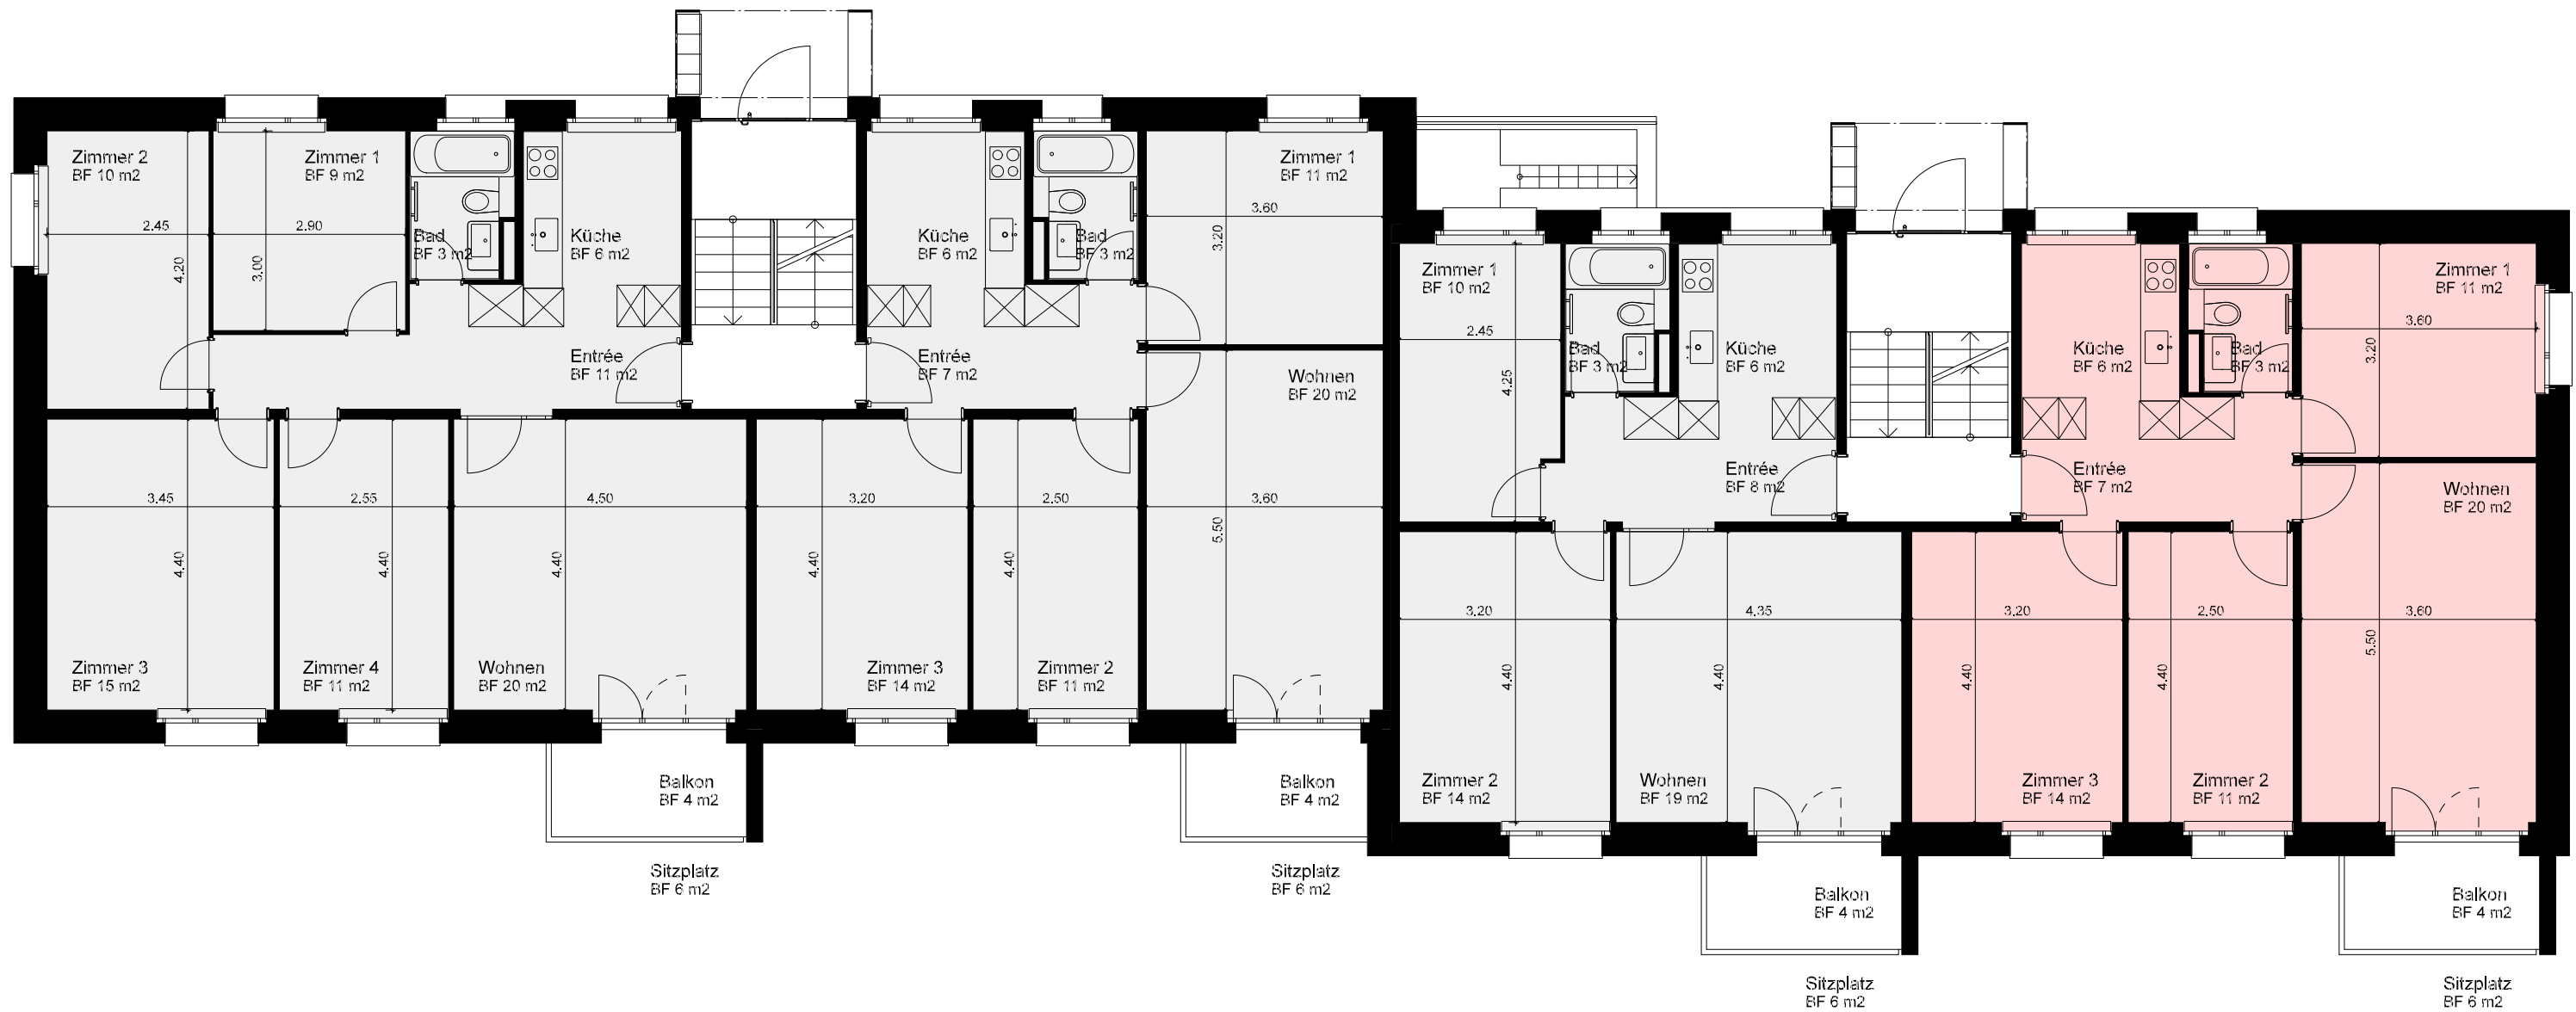 Zimmer 2
BF 10 m2
Zimmer 1
BF 9 m2
Bad
BF 3 m2
Küche
BF 6 m2
2.45
4.20
2.90
3.00
Entrée
BF 11 m2
Zimmer 3
BF 15 m2
3.45
4.40
Zimmer 4
BF 11 m2
2.55
4.40
Wohnen
BF 20 m2
4.50
4.40
Balkon
BF 4 m2
Sitzplatz
BF 6 m2
Küche
BF 6 m2
Bad
BF 3 m2
Zimmer 1
BF 11 m2
3.60
3.20
Entrée
BF 7 m2
Wohnen
BF 20 m2
3.60
5.50
Zimmer 3
BF 14 m2
3.20
4.40
Zimmer 2
BF 11 m2
2.50
4.40
Balkon
BF 4 m2
Sitzplatz
BF 6 m2
Zimmer 1
BF 10 m2
2.45
4.25
Bad
BF 3 m2
Küche
BF 6 m2
Entrée
BF 8 m2
Zimmer 2
BF 14 m2
3.20
4.40
Wohnen
BF 19 m2
4.35
4.40
Balkon
BF 4 m2
Sitzplatz
BF 6 m2
Küche
BF 6 m2
Bad
BF 3 m2
Zimmer 1
BF 11 m2
3.60
3.20
Entrée
BF 7 m2
Wohnen
BF 20 m2
3.60
5.50
Zimmer 3
BF 14 m2
3.20
4.40
Zimmer 2
BF 11 m2
2.50
4.40
Balkon
BF 4 m2
Sitzplatz
BF 6 m2